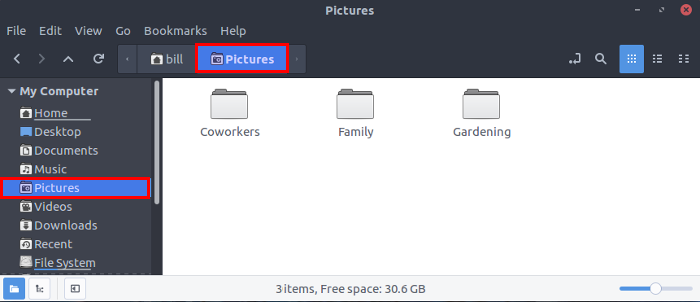 Pictures
File Edit View Go Bookmarks Help
bill Pictures
My Computer
Home
Desktop
Documents
Music
Pictures
Videos
Downloads
Recent
File System
Coworkers Family Gardening
3 items, Free space: 30.6 GB